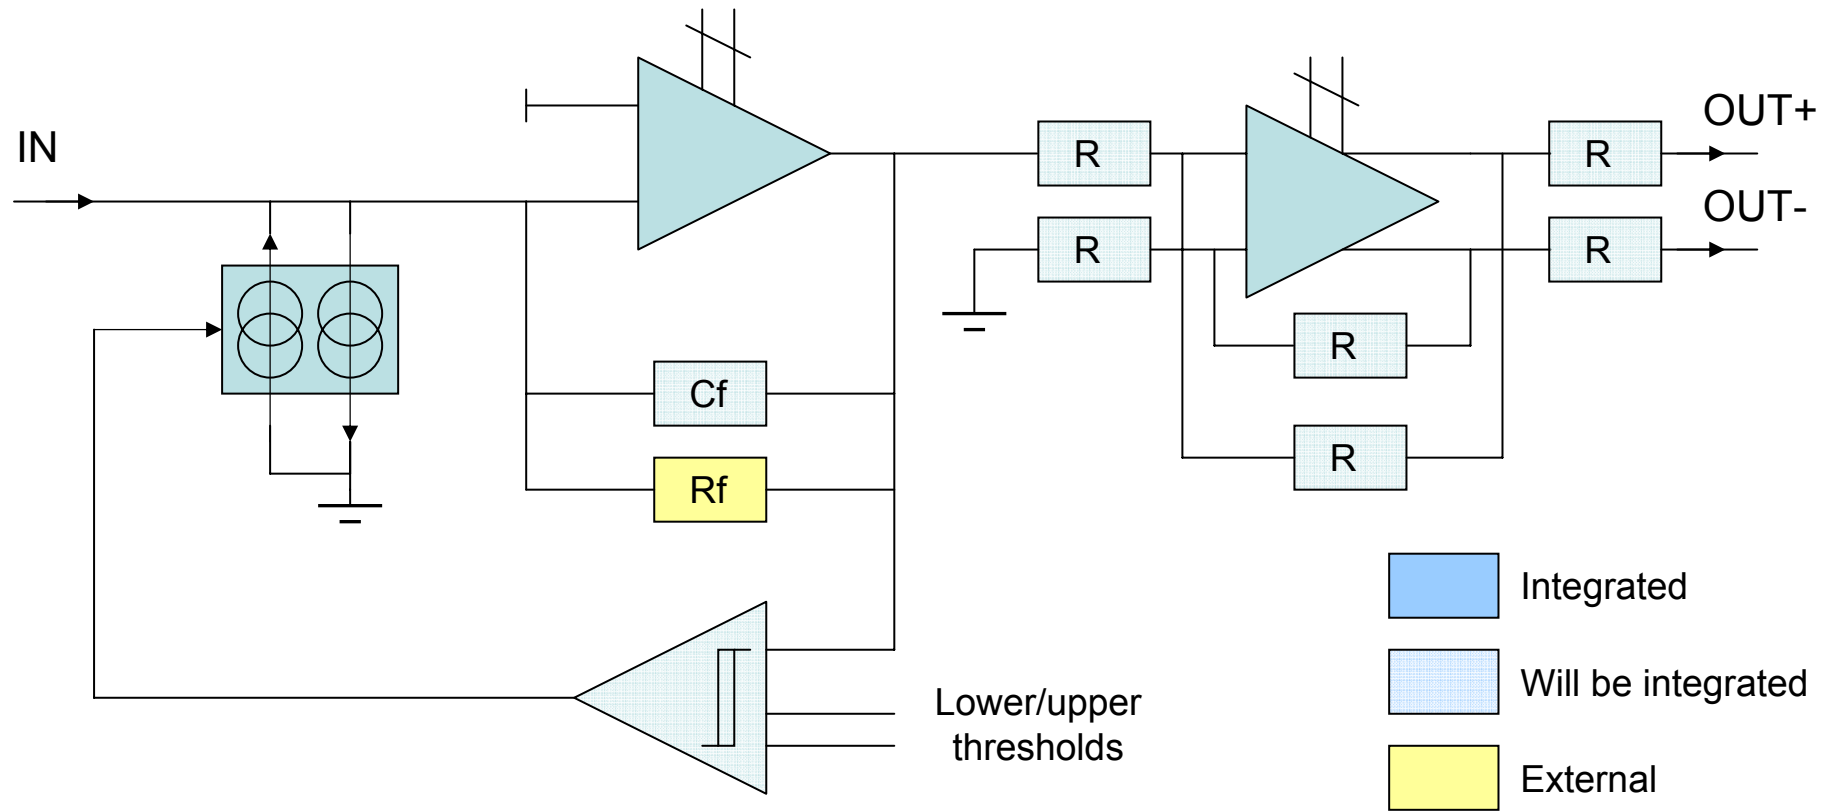 IN
R
R
R
R
OUT+
OUT-
R
R
Cf
Rf
Lower/upper
thresholds
Integrated
Will be integrated
External